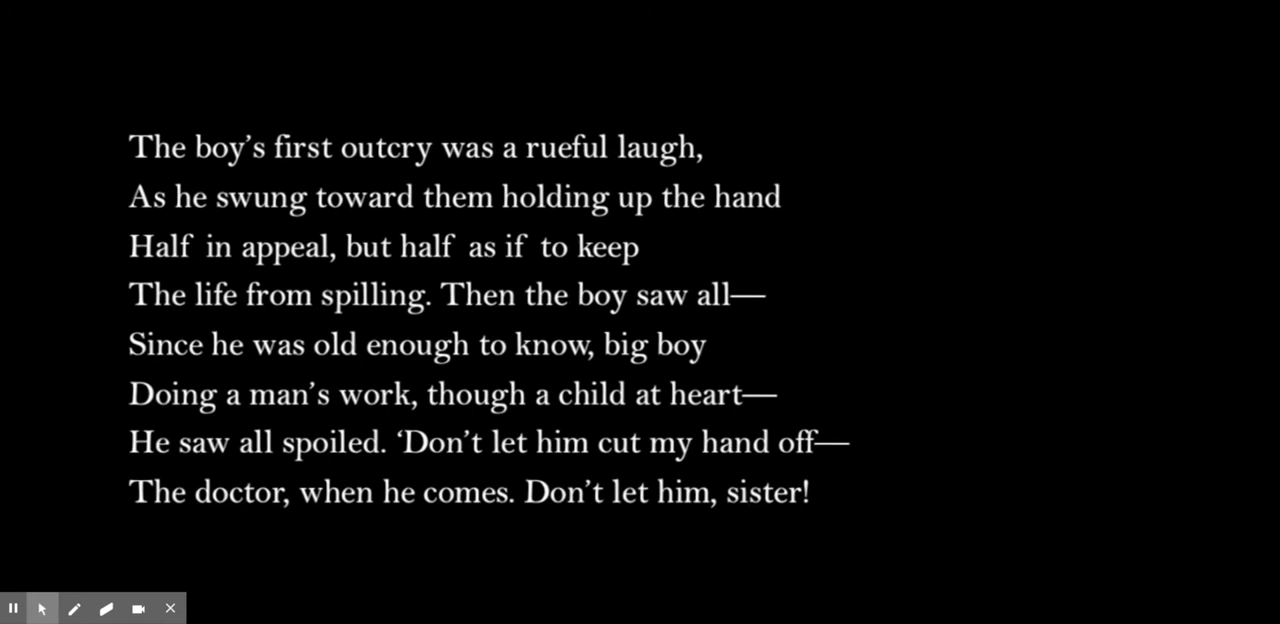 The boy’s first outcry was a rueful laugh,
As he swung toward them holding up the hand
Half in appeal, but half as if to keep
The life from spilling. Then the boy saw all—
Since he was old enough to know, big boy
Doing a man’s work, though a child at heart—
He saw all spoiled. ‘Don’t let him cut my hand off—
The doctor, when he comes. Don’t let him, sister!